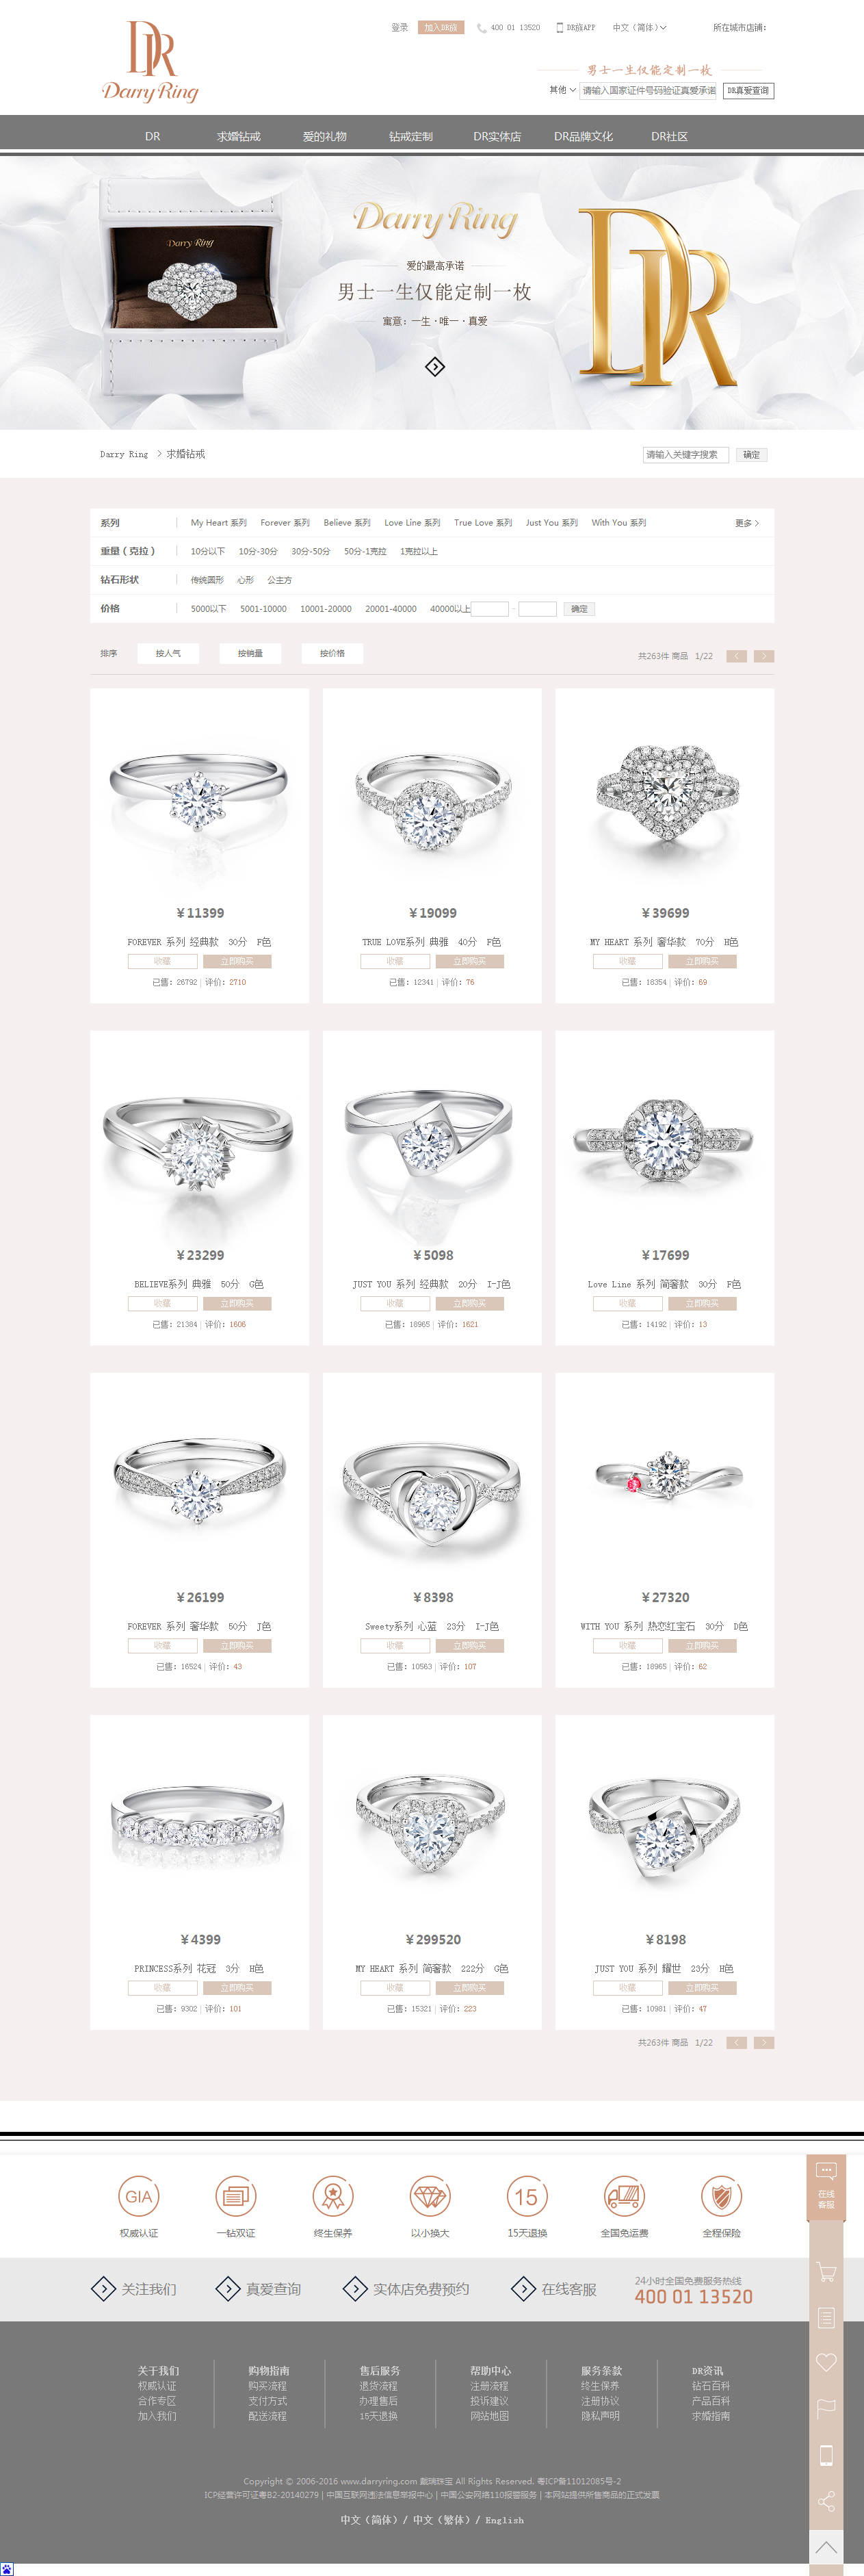 登录 加入DR族 400 01 13520 DR族APP 中文（简体） 所在城市店铺:
DR
Darry Ring
男士一生仅能定制一枚
其他 请输入国家证件号码验证真爱承诺 DR真爱查询
DR 求婚钻戒 爱的礼物 钻戒定制 DR实体店 DR品牌文化 DR社区
Darry Ring
Darry Ring
DR
爱的最高承诺
男士一生仅能定制一枚
寓意: 一生·唯一·真爱
Darry Ring > 求婚钻戒 请输入关键字搜索 确定
系列 My Heart 系列 Forever 系列 Believe 系列 Love Line 系列 True Love 系列 Just You 系列 With You 系列 更多 >
重量（克拉） 10分以下 10分-30分 30分-50分 50分-1克拉 1克拉以上
钻石形状 传统圆形 心形 公主方
价格 5000以下 5001-10000 10001-20000 20001-40000 40000以上 - 确定
排序 按人气 按销量 按价格 共263件 商品 1/22 < >
¥11399 ¥19099 ¥39699
FOREVER 系列 经典款 30分 F色 TRUE LOVE系列 典雅 40分 F色 MY HEART 系列 奢华款 70分 H色
收藏 立即购买 收藏 立即购买 收藏 立即购买
已售: 26792 | 评价: 2710 已售: 12341 | 评价: 76 已售: 18354 | 评价: 69
¥23299 ¥5098 ¥17699
BELIEVE系列 典雅 50分 G色 JUST YOU 系列 经典款 20分 I-J色 Love Line 系列 简奢款 30分 F色
收藏 立即购买 收藏 立即购买 收藏 立即购买
已售: 21384 | 评价: 1606 已售: 18965 | 评价: 1621 已售: 14192 | 评价: 13
¥26199 ¥8398 ¥27320
FOREVER 系列 奢华款 50分 J色 Sweety系列 心蓝 23分 I-J色 WITH YOU 系列 热恋红宝石 30分 D色
收藏 立即购买 收藏 立即购买 收藏 立即购买
已售: 16524 | 评价: 43 已售: 10563 | 评价: 107 已售: 18965 | 评价: 62
¥4399 ¥299520 ¥8198
PRINCESS系列 花冠 3分 H色 MY HEART 系列 简奢款 222分 G色 JUST YOU 系列 耀世 23分 H色
收藏 立即购买 收藏 立即购买 收藏 立即购买
已售: 9302 | 评价: 101 已售: 15321 | 评价: 223 已售: 10981 | 评价: 47
共263件 商品 1/22 < >
GIA 15
权威认证 一钻双证 终生保养 以小换大 15天退换 全国免运费 全程保险
在线
客服
关注我们 真爱查询 实体店免费预约 在线客服
24小时全国免费服务热线
400 01 13520
关于我们 购物指南 售后服务 帮助中心 服务条款 DR资讯
权威认证 购买流程 退货流程 注册流程 终生保养 钻石百科
合作专区 支付方式 办理售后 投诉建议 注册协议 产品百科
加入我们 配送流程 15天退换 网站地图 隐私声明 求婚指南
Copyright © 2006-2016 www.darryring.com 戴瑞珠宝 All Rights Reserved. 粤ICP备11012085号-2
ICP经营许可证粤B2-20140279 | 中国互联网违法信息举报中心 | 中国公安网络110报警服务 | 本网站提供所售商品的正式发票
中文（简体）/ 中文（繁体）/ English